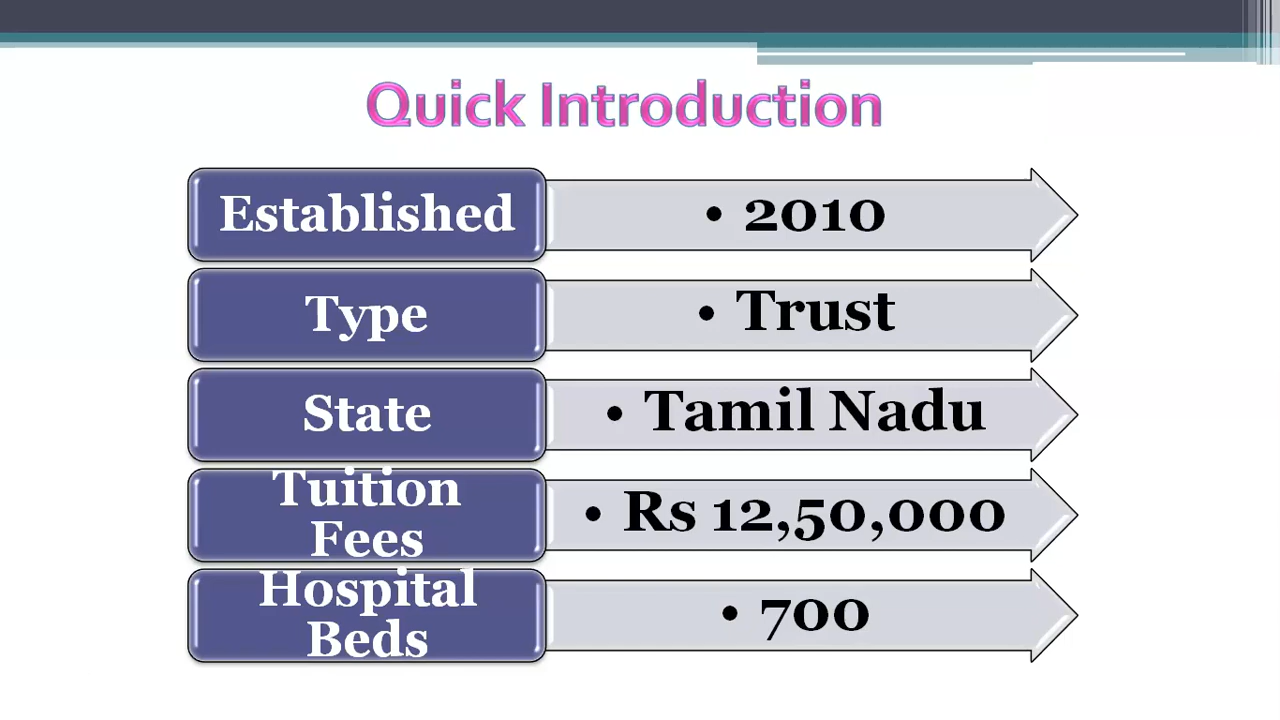 Quick Introduction
Established
• 2010
Type
• Trust
State
• Tamil Nadu
Tuition
Fees
• Rs 12,50,000
Hospital
Beds
• 700